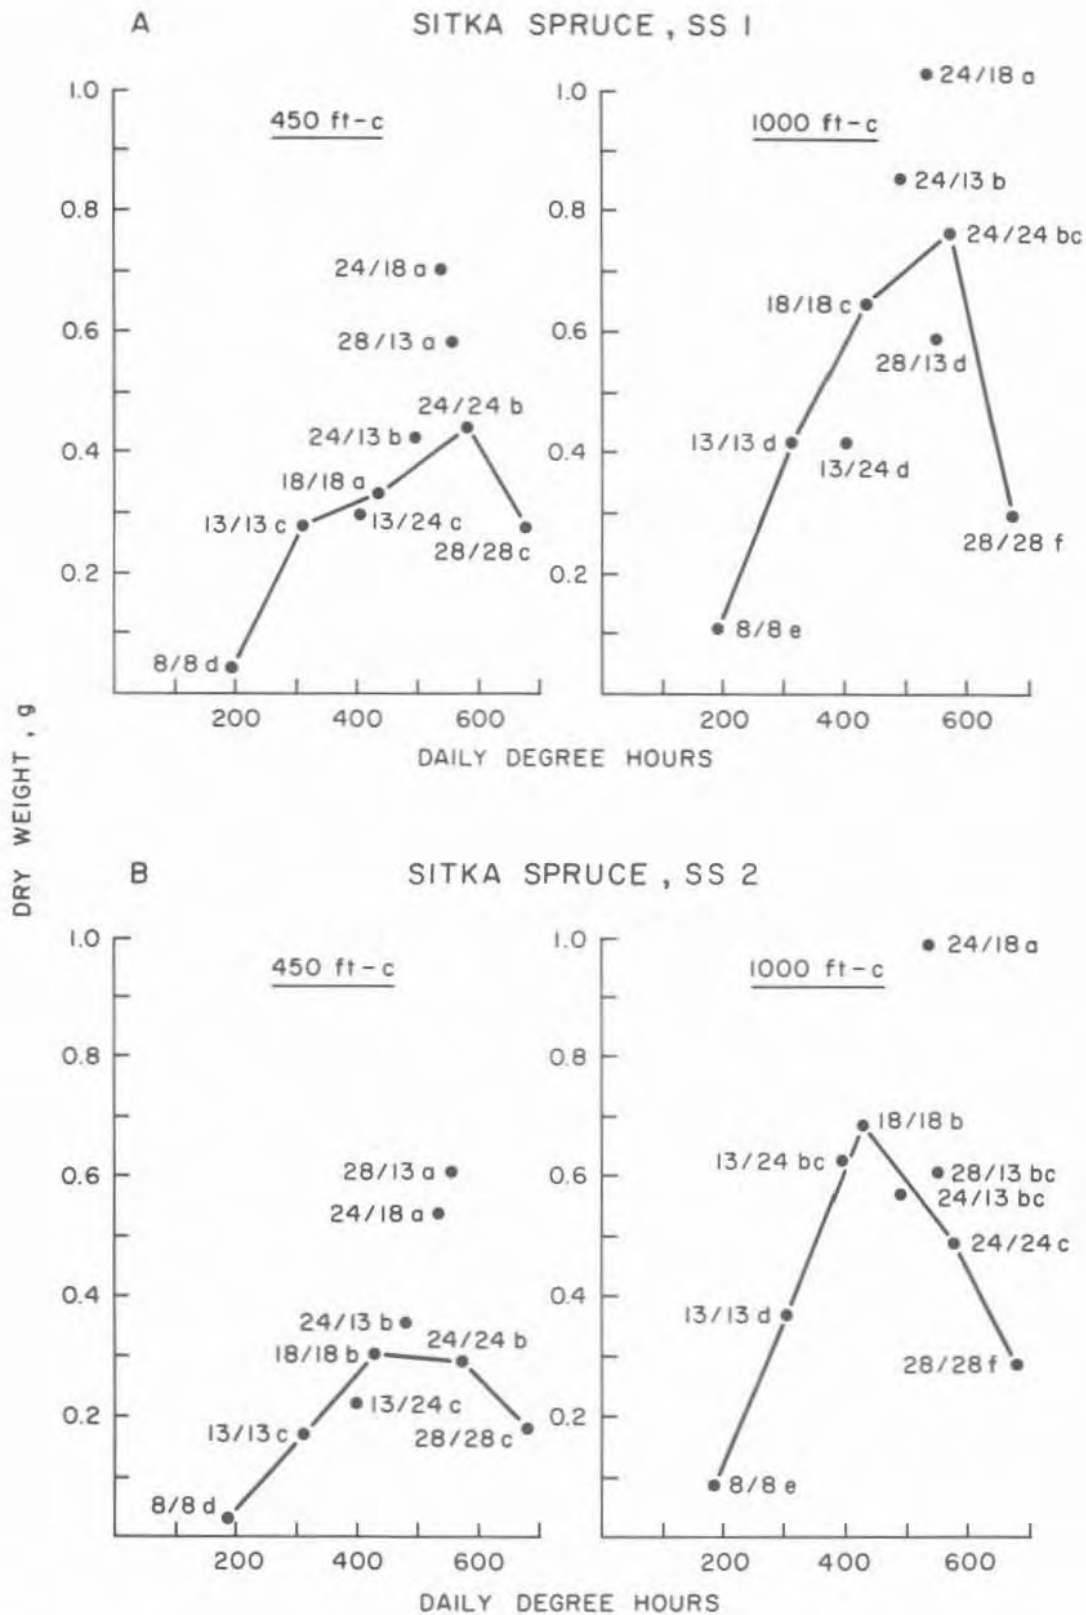 A
SITKA SPRUCE, SS 1
450 ft-c
1.0
0.8
0.6
0.4
0.2
24/18 a
28/13 a
24/24 b
24/13 b
18/18 a
13/13 c
13/24 c
28/28 c
8/8 d
200 400 600
1000 ft-c
1.0
0.8
0.6
0.4
0.2
24/18 a
24/13 b
24/24 bc
18/18 c
28/13 d
13/13 d
13/24 d
28/28 f
8/8 e
200 400 600
DAILY DEGREE HOURS
DRY WEIGHT, g
B
SITKA SPRUCE, SS 2
450 ft-c
1.0
0.8
0.6
0.4
0.2
28/13 a
24/18 a
24/13 b
24/24 b
18/18 b
13/24 c
13/13 c
28/28 c
8/8 d
200 400 600
1000 ft-c
1.0
0.8
0.6
0.4
0.2
24/18 a
18/18 b
13/24 bc
28/13 bc
24/13 bc
24/24 c
13/13 d
28/28 f
8/8 e
200 400 600
DAILY DEGREE HOURS